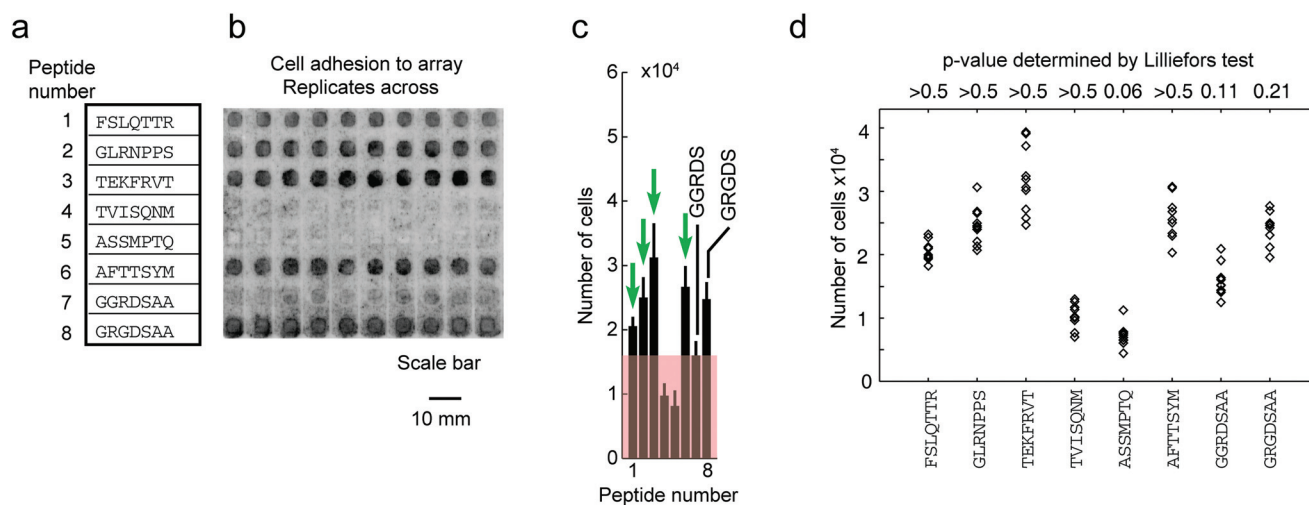 a
Peptide
number
1 FSLQTTR
2 GLRNPPS
3 TEKFRVT
4 TVISQNM
5 ASSMPTQ
6 AFTTSYM
7 GGRDSAA
8 GRGDSAA
b
Cell adhesion to array
Replicates across
Scale bar
10 mm
c
x10⁴
Number of cells
6
5
4
3
2
1
0
GGRDS
GRGDS
1 8
Peptide number
d
p-value determined by Lilliefors test
>0.5 >0.5 >0.5 >0.5 0.06 >0.5 0.11 0.21
Number of cells x10⁴
4
3
2
1
0
FSLQTTR
GLRNPPS
TEKFRVT
TVISQNM
ASSMPTQ
AFTTSYM
GGRDSAA
GRGDSAA